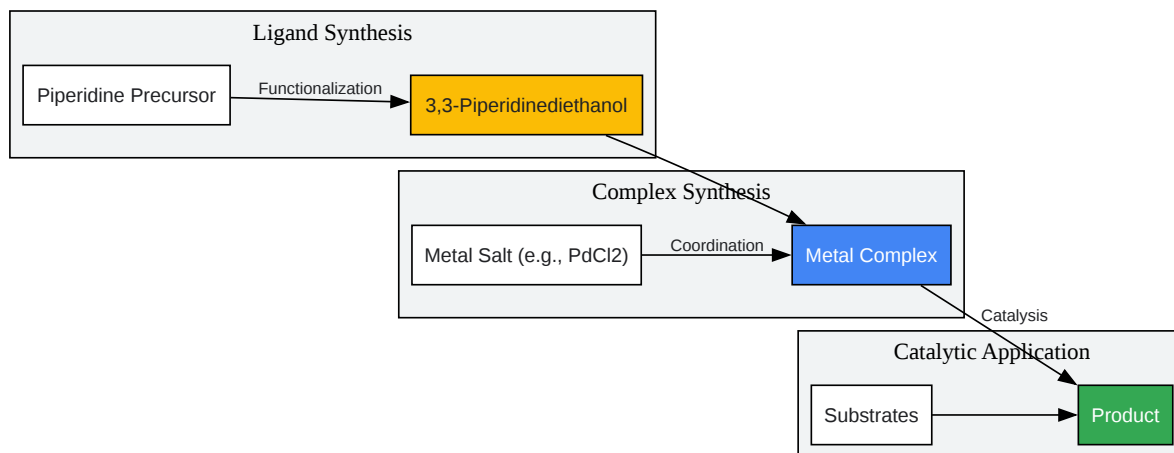 Ligand Synthesis
Piperidine Precursor
Functionalization
3,3-Piperidinediethanol
Complex Synthesis
Metal Salt (e.g., PdCl2)
Coordination
Metal Complex
Catalysis
Catalytic Application
Substrates
Product